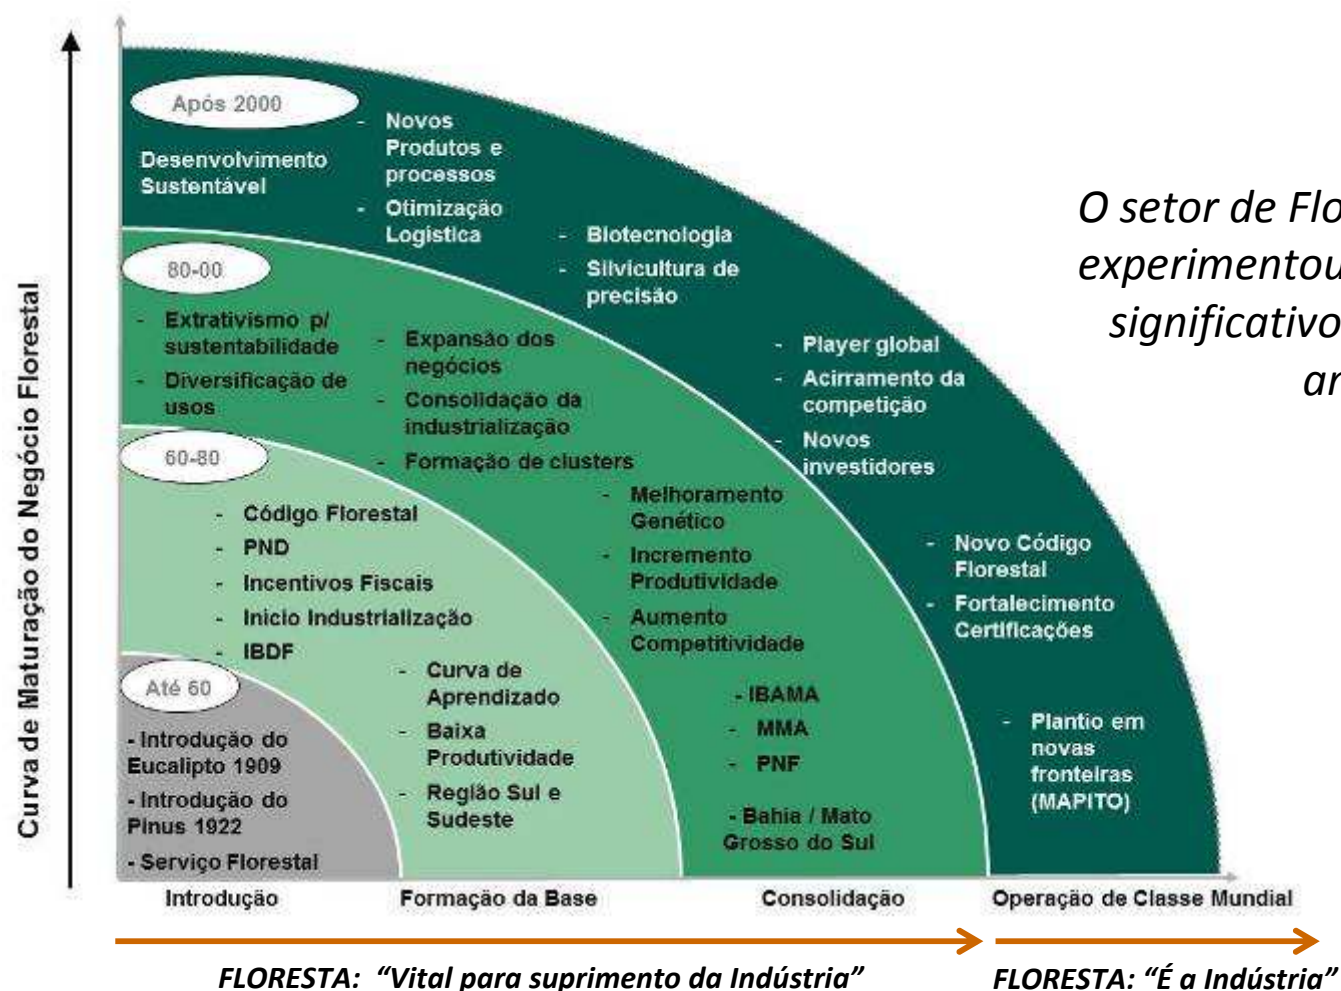 Curva de Maturação do Negócio Florestal
Após 2000
Desenvolvimento
Sustentável
- Novos
Produtos e
processos
- Otimização
Logistica
- Biotecnologia
- Silvicultura de
precisão
- Player global
- Acirramento da
competição
- Novos
investidores
- Novo Código
Florestal
- Fortalecimento
Certificações
- Plantio em
novas
fronteiras
(MAPITO)
80-00
- Extrativismo p/
sustentabilidade
- Diversificação de
usos
- Expansão dos
negócios
- Consolidação da
industrialização
- Formação de clusters
- Melhoramento
Genético
- Incremento
Produtividade
- Aumento
Competitividade
- IBAMA
- MMA
- PNF
- Bahia / Mato
Grosso do Sul
60-80
- Código Florestal
- PND
- Incentivos Fiscais
- Inicio Industrialização
- IBDF
- Curva de
Aprendizado
- Baixa
Produtividade
- Região Sul e
Sudeste
Até 60
- Introdução do
Eucalipto 1909
- Introdução do
Pinus 1922
- Serviço Florestal
Introdução
Formação da Base
Consolidação
Operação de Classe Mundial
FLORESTA: “Vital para suprimento da Indústria”
FLORESTA: “É a Indústria”
O setor de
experimentou
significativo